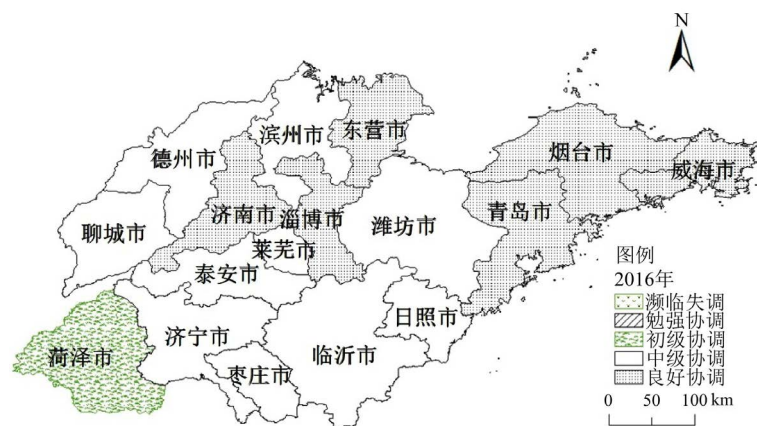 N
滨州市
东营市
德州市
烟台市
威海市
济南市
淄博市
青岛市
聊城市
潍坊市
莱芜市
泰安市
图例
2016年
濒临失调
勉强协调
初级协调
中级协调
良好协调
日照市
济宁市
临沂市
菏泽市
枣庄市
0 50 100 km